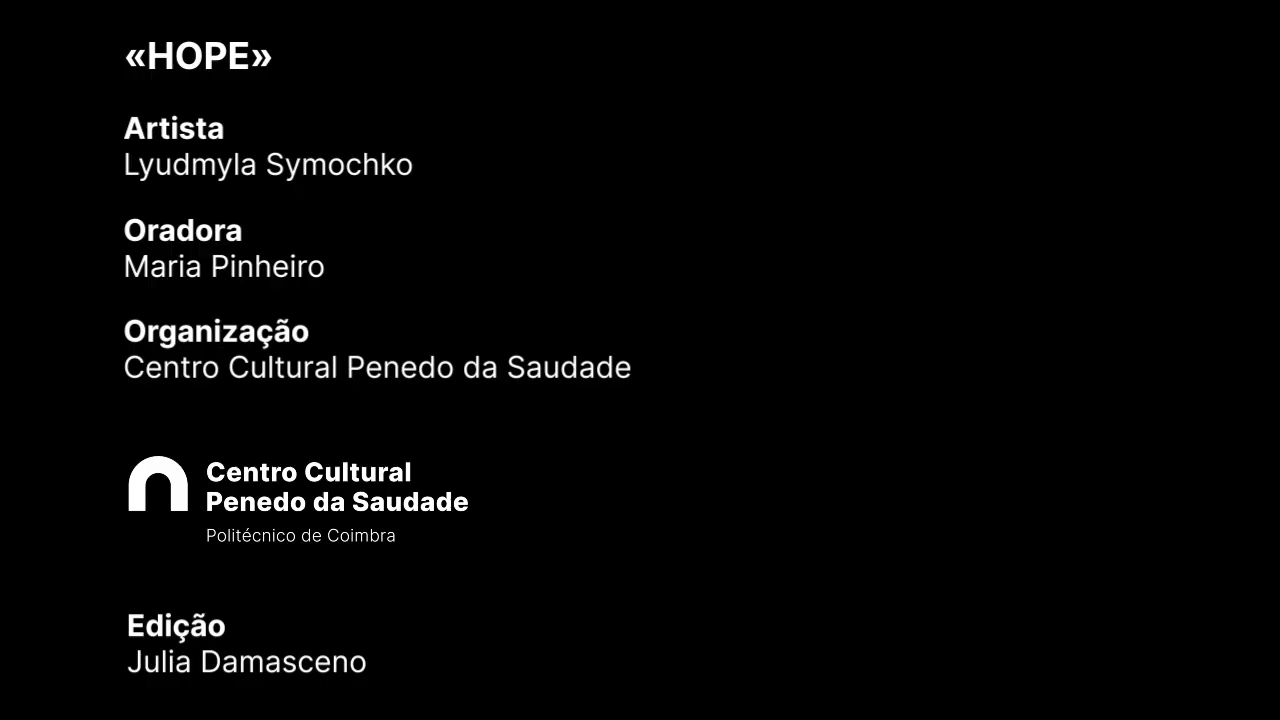 «HOPE»
Artista
Lyudmyla Symochko
Oradora
Maria Pinheiro
Organização
Centro Cultural Penedo da Saudade
Centro Cultural
Penedo da Saudade
Politécnico de Coimbra
Edição
Julia Damasceno